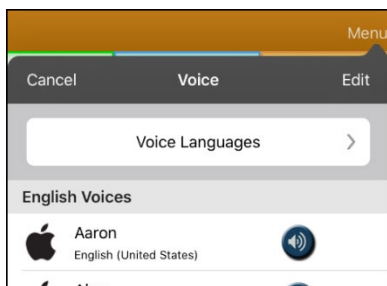 Menu
Cancel Voice Edit
Voice Languages
English Voices
Aaron
English (United States)